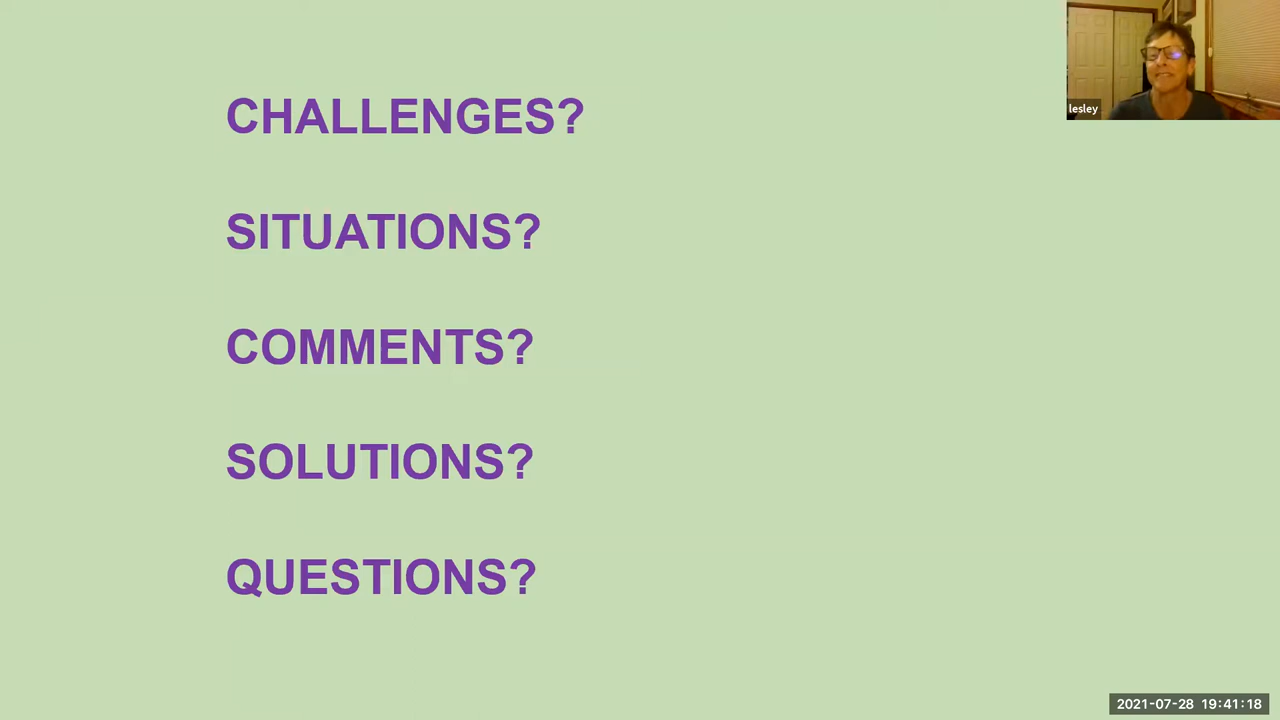 CHALLENGES?
lesley
SITUATIONS?
COMMENTS?
SOLUTIONS?
QUESTIONS?
2021-07-28 19:41:18